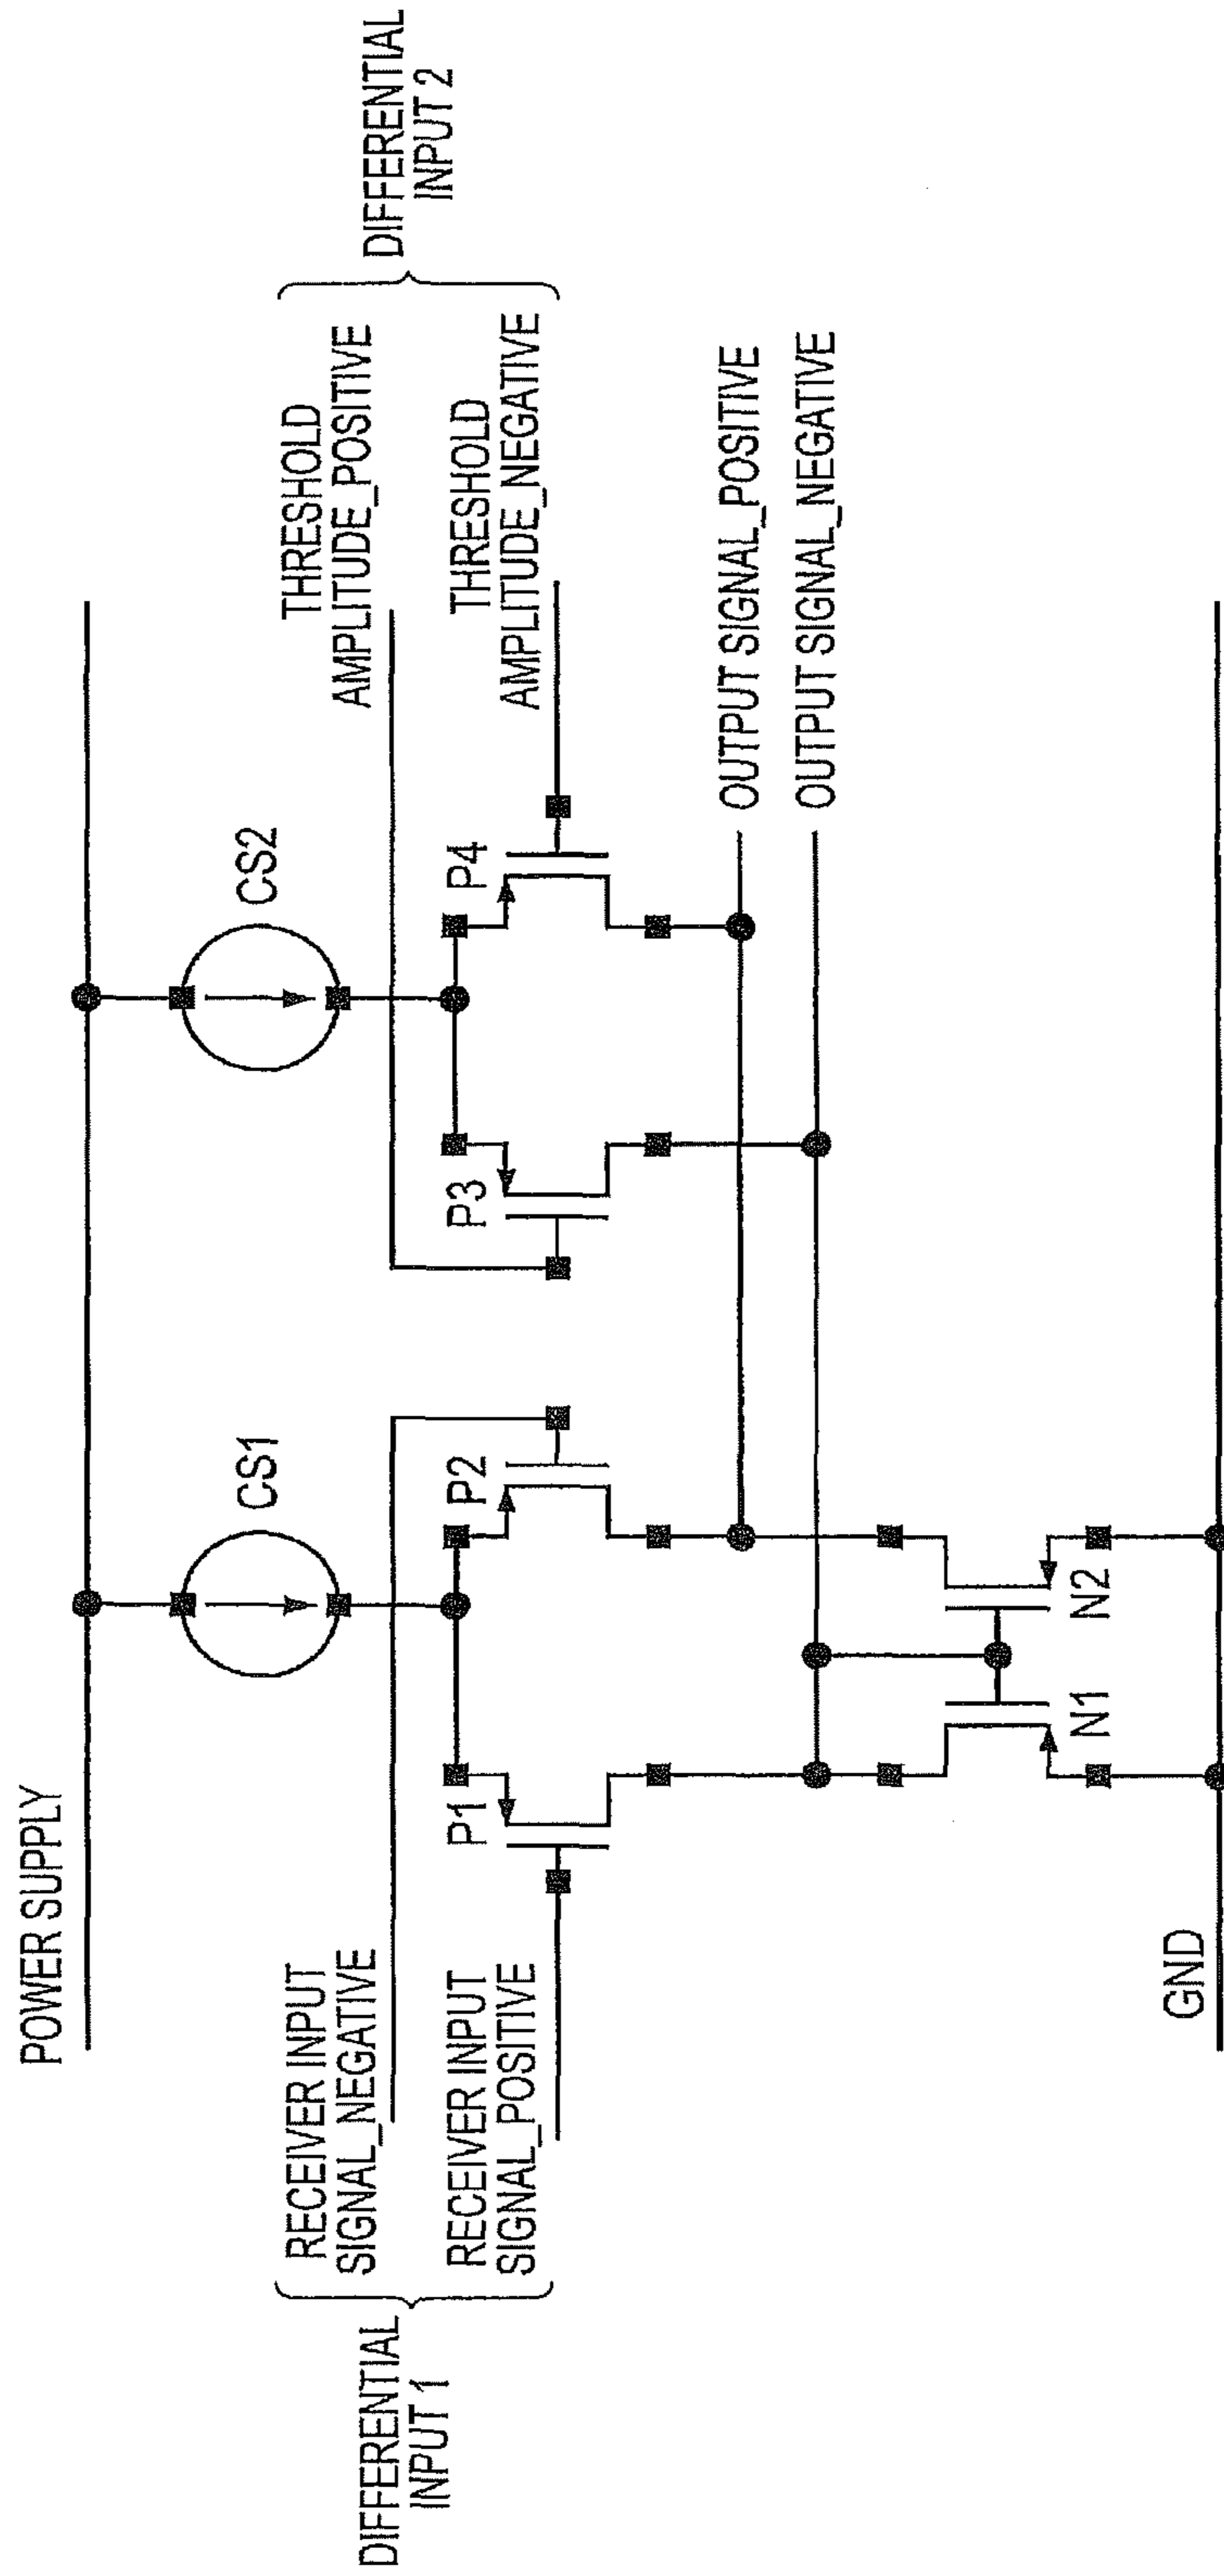 POWER SUPPLY
CS1
CS2
DIFFERENTIAL
INPUT 1
RECEIVER INPUT
SIGNAL_NEGATIVE
RECEIVER INPUT
SIGNAL_POSITIVE
P1
P2
P3
P4
THRESHOLD
AMPLITUDE_POSITIVE
THRESHOLD
AMPLITUDE_NEGATIVE
DIFFERENTIAL
INPUT 2
OUTPUT SIGNAL_POSITIVE
OUTPUT SIGNAL_NEGATIVE
N1
N2
GND